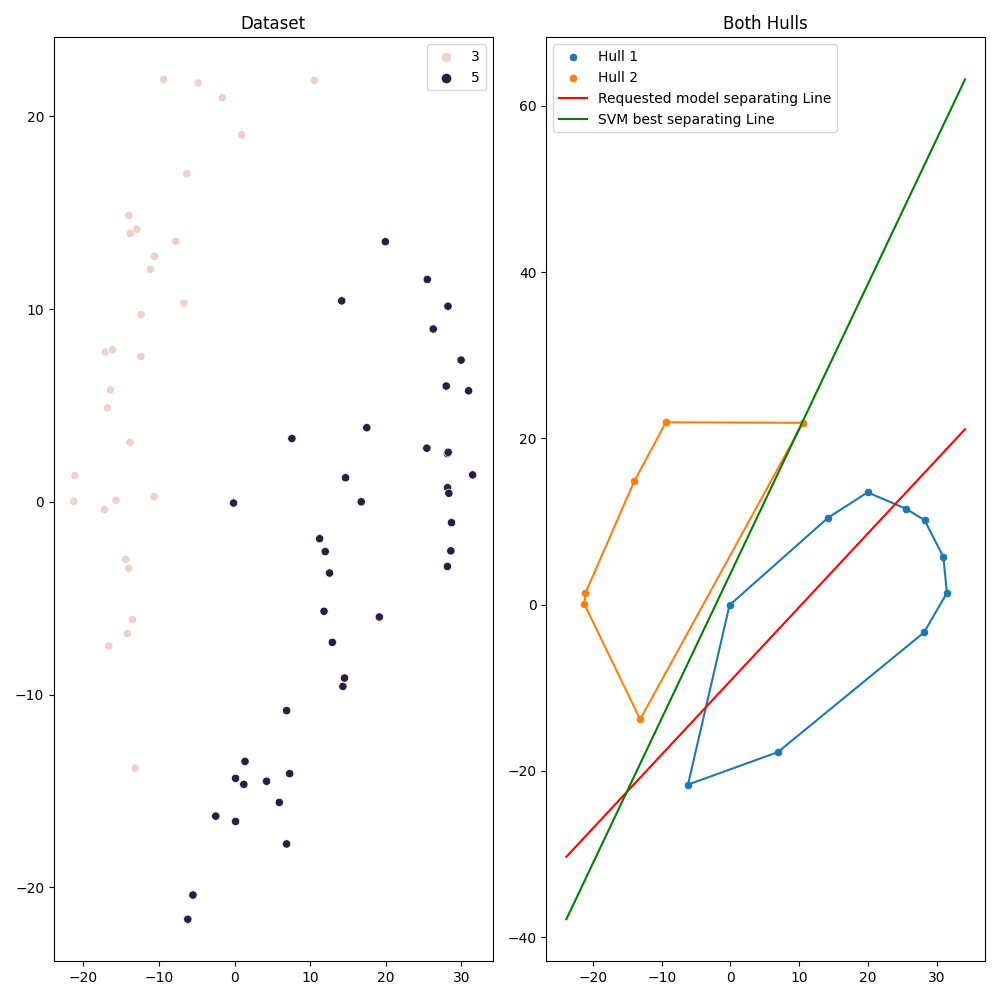 Dataset
3
5
20
10
0
−10
−20
−20 −10 0 10 20 30
Both Hulls
Hull 1
Hull 2
Requested model separating Line
SVM best separating Line
60
40
20
0
−20
−40
−20 −10 0 10 20 30